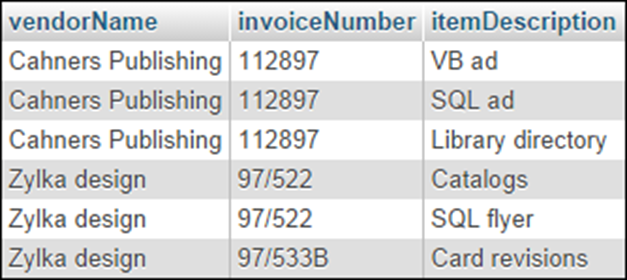 vendorName invoiceNumber itemDescription
Cahners Publishing 112897 VB ad
Cahners Publishing 112897 SQL ad
Cahners Publishing 112897 Library directory
Zylka design 97/522 Catalogs
Zylka design 97/522 SQL flyer
Zylka design 97/533B Card revisions